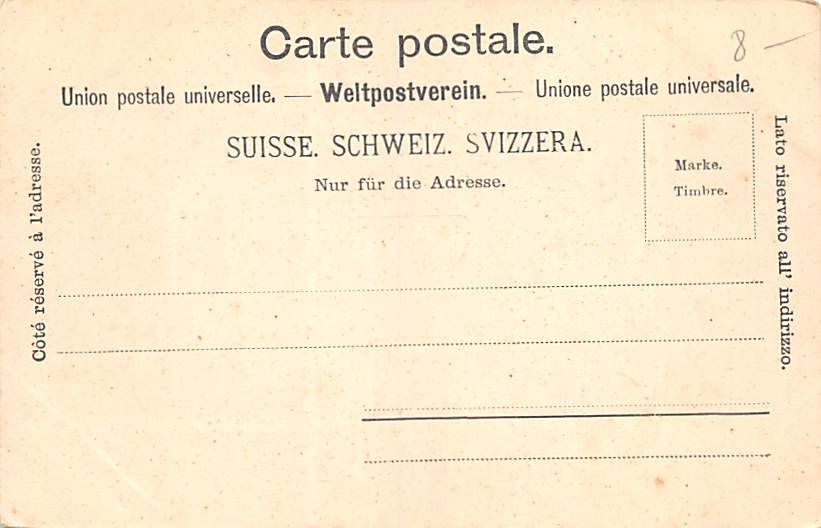 Carte postale.
8 —
Union postale universelle. — Weltpostverein. — Unione postale universale.
SUISSE. SCHWEIZ. SVIZZERA.
Nur für die Adresse.
Marke.
Timbre.
Côté réservé à l'adresse.
Lato riservato all' indirizzo.